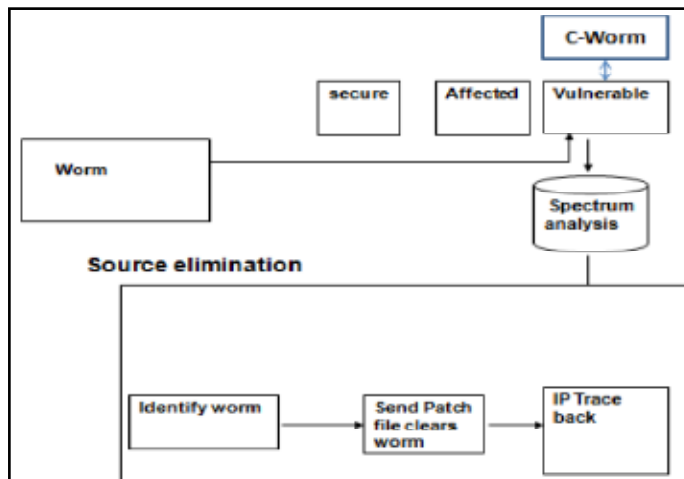 C-Worm
secure
Affected
Vulnerable
Worm
Spectrum
analysis
Source elimination
Identify worm
Send Patch
file clears
worm
IP Trace
back